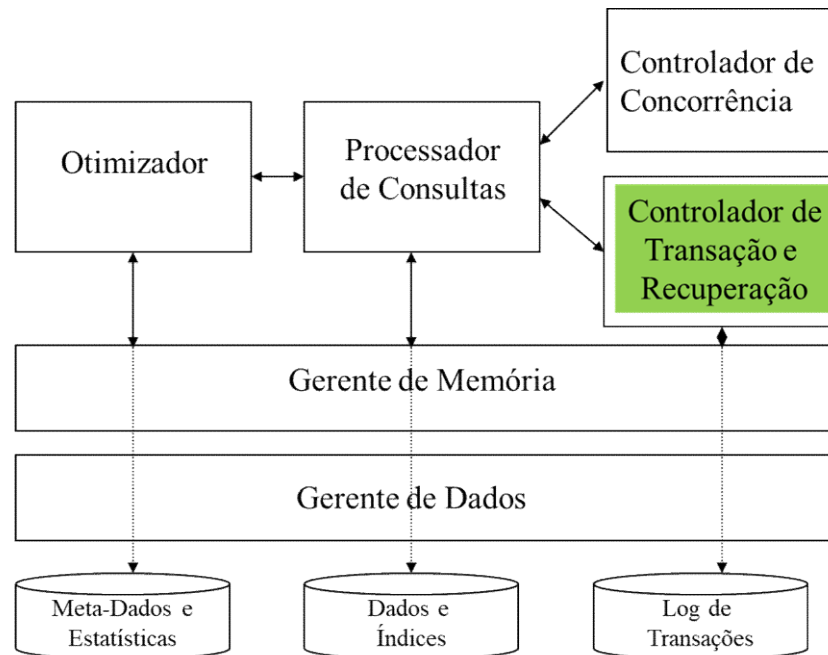 Controlador de
Concorrência
Otimizador
Processador
de Consultas
Controlador de
Transação e
Recuperação
Gerente de Memória
Gerente de Dados
Meta-Dados e
Estatísticas
Dados e
Índices
Log de
Transações